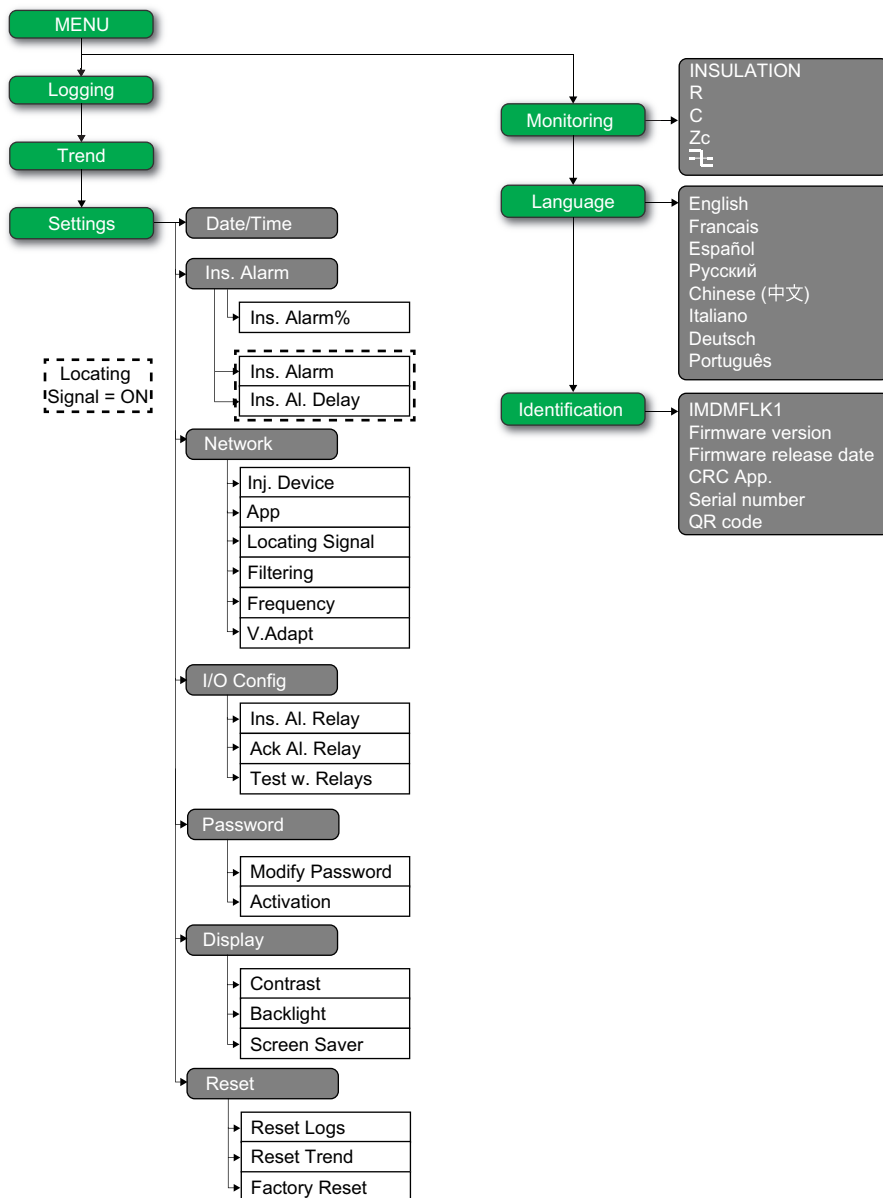 MENU
Logging
Trend
Settings
Date/Time
Ins. Alarm
Ins. Alarm%
Ins. Alarm
Ins. Al. Delay
Locating
Signal = ON
Network
Inj. Device
App
Locating Signal
Filtering
Frequency
V.Adapt
I/O Config
Ins. Al. Relay
Ack Al. Relay
Test w. Relays
Password
Modify Password
Activation
Display
Contrast
Backlight
Screen Saver
Reset
Reset Logs
Reset Trend
Factory Reset
Monitoring
INSULATION
R
C
Zc
Language
English
Francais
Español
Русский
Chinese (中文)
Italiano
Deutsch
Português
Identification
IMDMFLK1
Firmware version
Firmware release date
CRC App.
Serial number
QR code